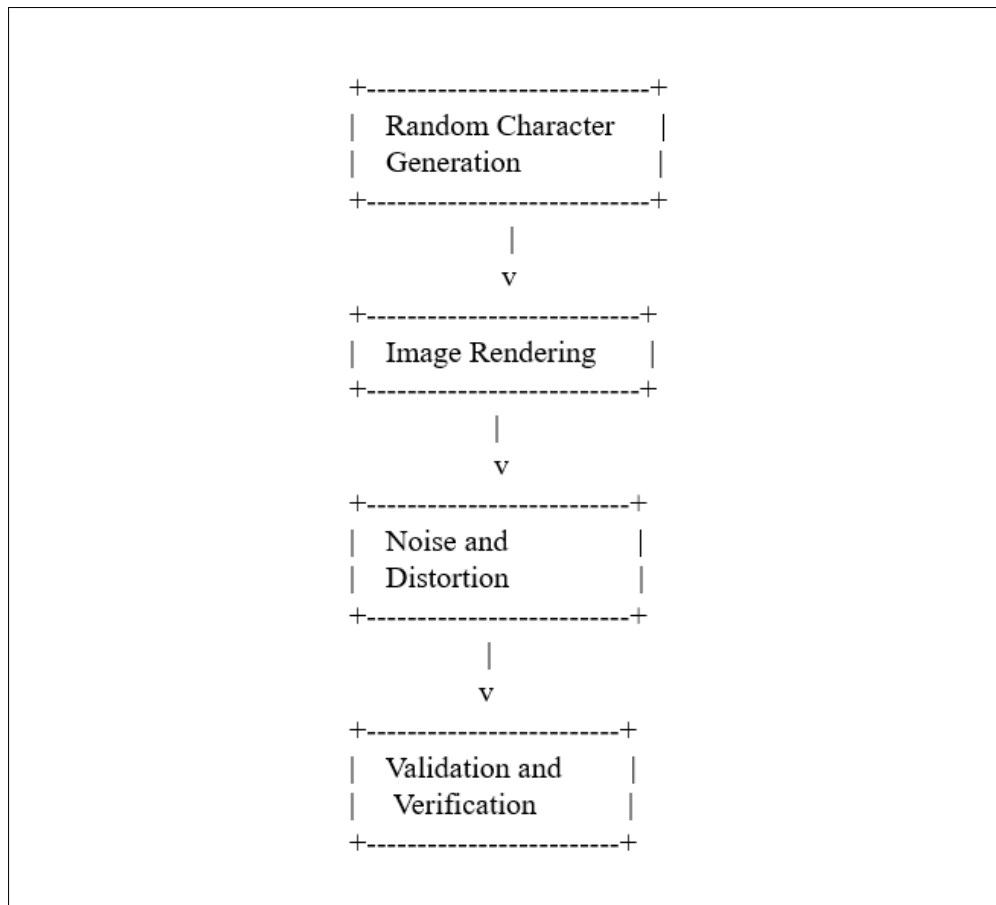 +----------------------------+
| Random Character |
| Generation |
+----------------------------+
|
v
+---------------------------+
| Image Rendering |
+---------------------------+
|
v
+--------------------------+
| Noise and |
| Distortion |
+--------------------------+
|
v
+-------------------------+
| Validation and |
| Verification |
+-------------------------+